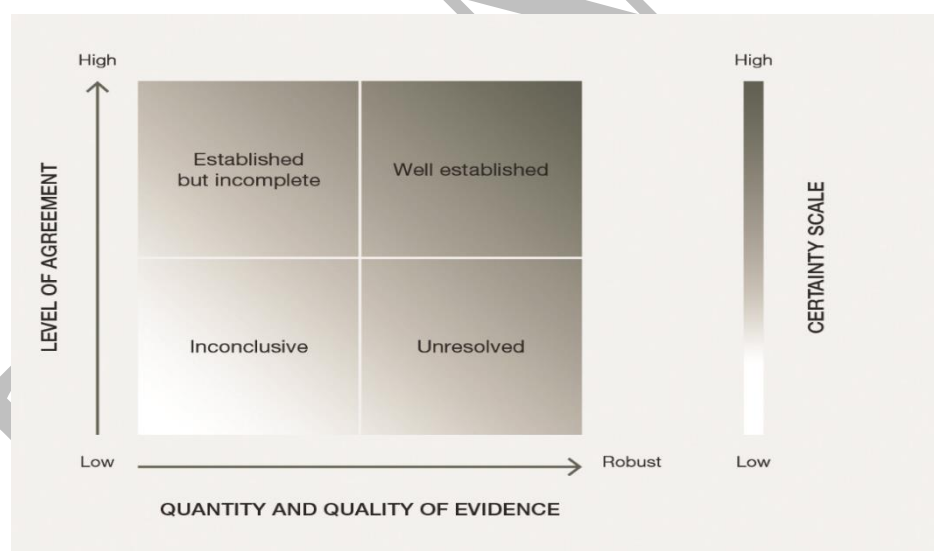 High
High
LEVEL OF AGREEMENT
Established
but incomplete
Well established
CERTAINTY SCALE
Inconclusive
Unresolved
Low
Robust
Low
QUANTITY AND QUALITY OF EVIDENCE